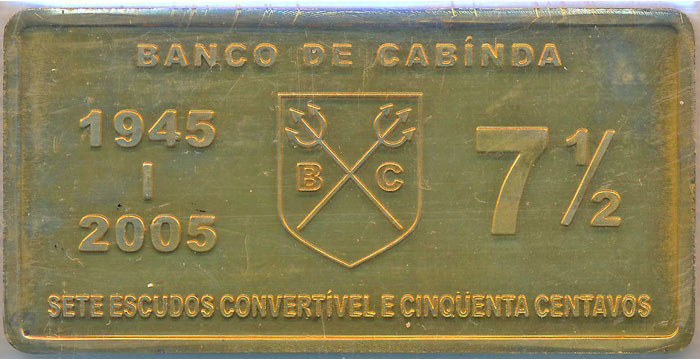 BANCO DE CABÍNDA
1945
|
2005
B C
7½
SETE ESCUDOS CONVERTÍVEL E CINQÜENTA CENTAVOS